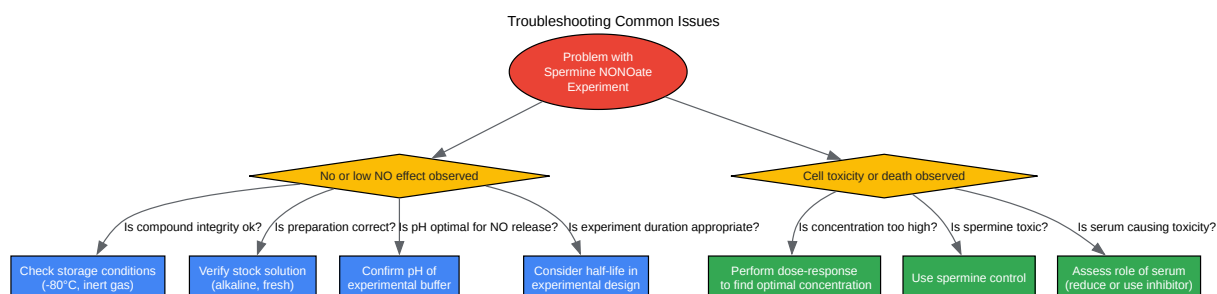 Troubleshooting Common Issues
Problem with
Spermine NONOate
Experiment
No or low NO effect observed
Cell toxicity or death observed
Is compound integrity ok?
Is preparation correct?
Is pH optimal for NO release?
Is experiment duration appropriate?
Is concentration too high?
Is spermine toxic?
Is serum causing toxicity?
Check storage conditions
(-80°C, inert gas)
Verify stock solution
(alkaline, fresh)
Confirm pH of
experimental buffer
Consider half-life in
experimental design
Perform dose-response
to find optimal concentration
Use spermine control
Assess role of serum
(reduce or use inhibitor)